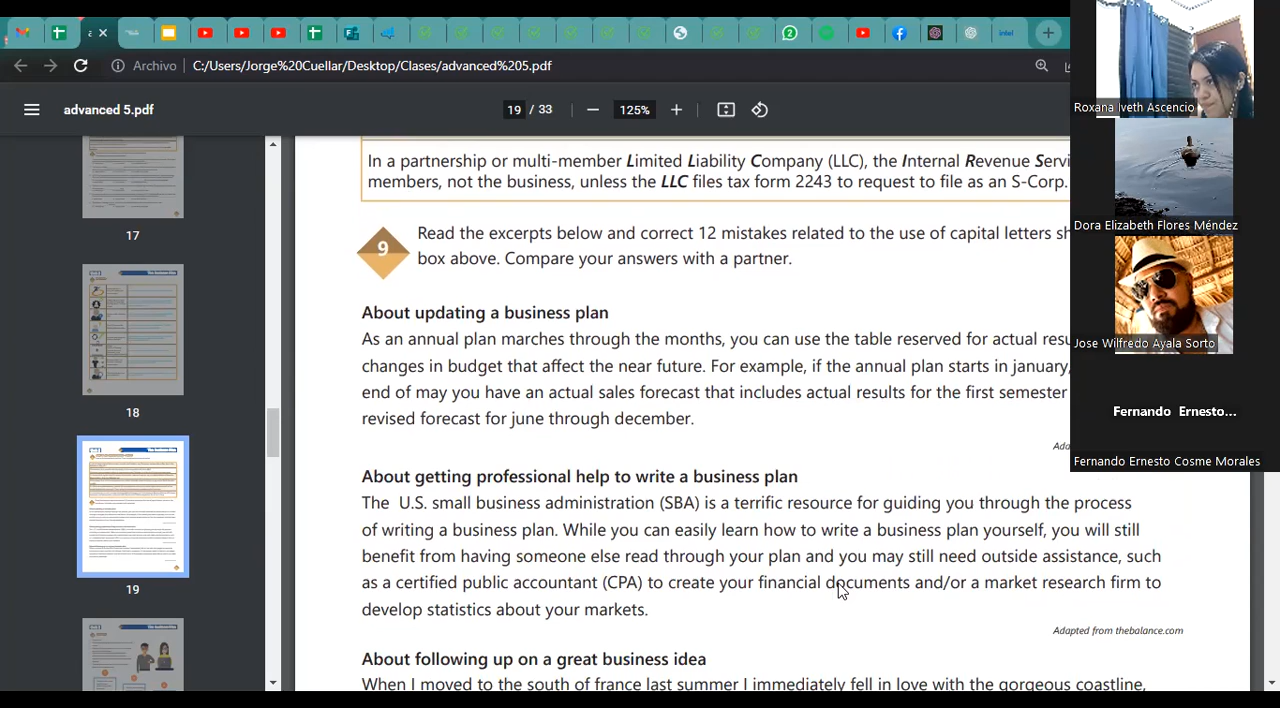 Archivo
C:/Users/Jorge%20Cuellar/Desktop/Clases/advanced%205.pdf
advanced 5.pdf
19 / 33
125%
17
18
19
In a partnership or multi-member Limited Liability Company (LLC), the Internal Revenue
members, not the business, unless the LLC files tax form 2243 to request to file as an S-Corp.
9
Read the excerpts below and correct 12 mistakes related to the use of capital letters
box above. Compare your answers with a partner.
About updating a business plan
As an annual plan marches through the months, you can use the table reserved for actual
changes in budget that affect the near future. For example, if the annual plan starts in january,
end of may you have an actual sales forecast that includes actual results for the first semester
revised forecast for june through december.
About getting professional help to write a business plan
The U.S. small business administration (SBA) is a terrific resource for guiding you through the process
of writing a business plan. While you can easily learn how to write a business plan yourself, you will still
benefit from having someone else read through your plan and you may still need outside assistance, such
as a certified public accountant (CPA) to create your financial documents and/or a market research firm to
develop statistics about your markets.
Adapted from thebalance.com
About following up on a great business idea
When I moved to the south of france last summer I immediately fell in love with the gorgeous coastline,
Roxana Iveth Ascencio
Dora Elizabeth Flores Méndez
Jose Wilfredo Ayala Sorto
Fernando Ernesto...
Fernando Ernesto Cosme Morales